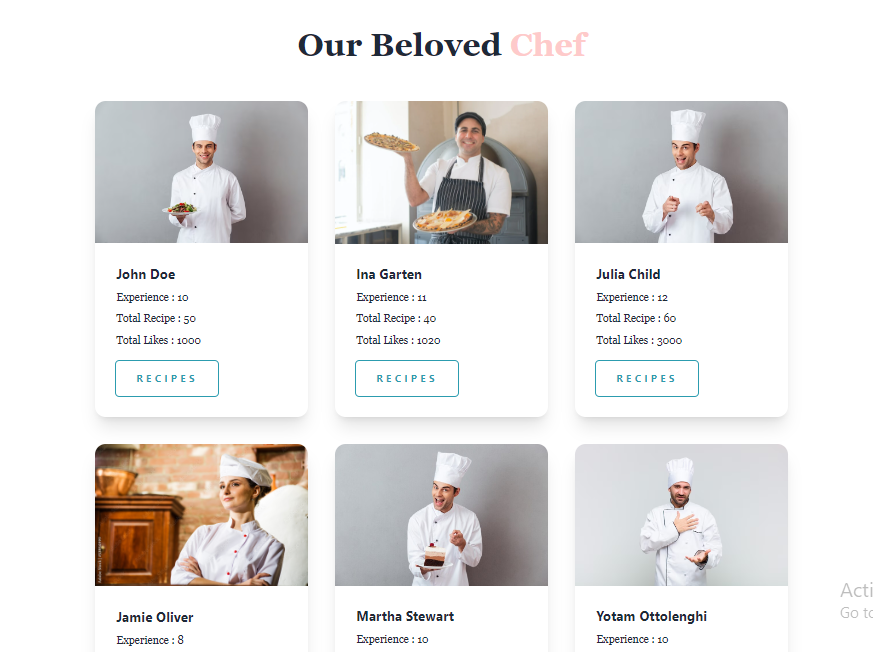 Our Beloved Chef
John Doe
Experience : 10
Total Recipe : 50
Total Likes : 1000
RECIPES
Ina Garten
Experience : 11
Total Recipe : 40
Total Likes : 1020
RECIPES
Julia Child
Experience : 12
Total Recipe : 60
Total Likes : 3000
RECIPES
Jamie Oliver
Experience : 8
Martha Stewart
Experience : 10
Yotam Ottolenghi
Experience : 10
Acti
Go to